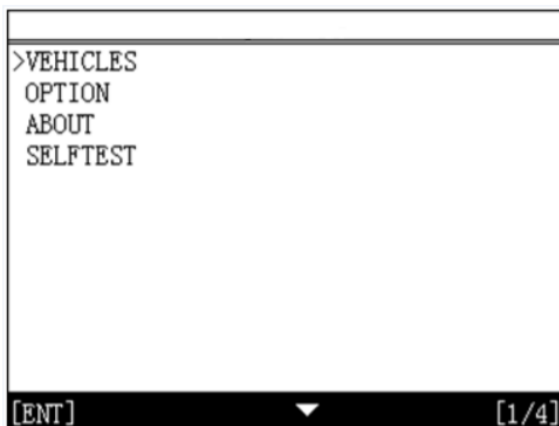 >VEHICLES
OPTION
ABOUT
SELFTEST
[ENT] [1/4]